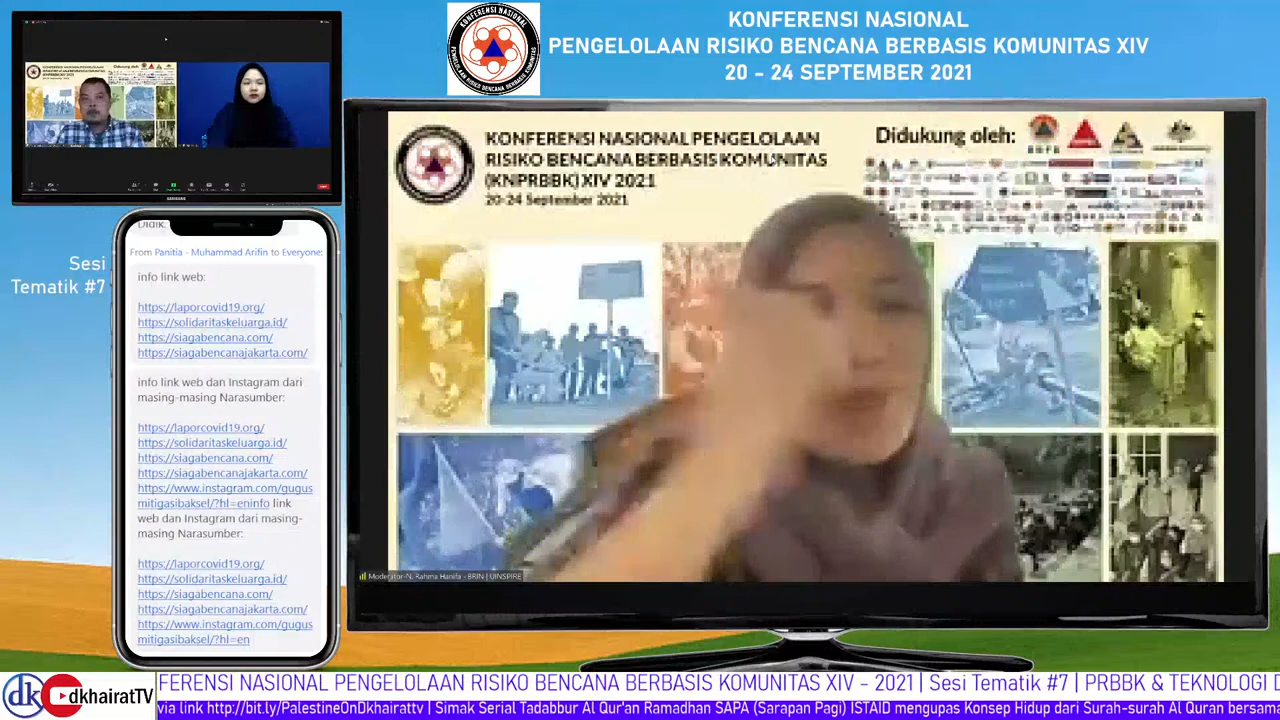 KONFERENSI NASIONAL
PENGELOLAAN RISIKO BENCANA BERBASIS KOMUNITAS XIV
20 - 24 SEPTEMBER 2021
SAMSUNG
Sesi
Tematik #7
Didik:
From Panitia - Muhammad Arifin to Everyone:
info link web:
https://laporcovid19.org/
https://solidaritaskeluarga.id/
https://siagabencana.com/
https://siagabencanajakarta.com/
info link web dan Instagram dari
masing-masing Narasumber:
https://laporcovid19.org/
https://solidaritaskeluarga.id/
https://siagabencana.com/
https://siagabencanajakarta.com/
https://www.instagram.com/gugus
mitigasibaksel/?hl=eninfo link
web dan Instagram dari masing-
masing Narasumber:
https://laporcovid19.org/
https://solidaritaskeluarga.id/
https://siagabencana.com/
https://siagabencanajakarta.com/
https://www.instagram.com/gugus
mitigasibaksel/?hl=en
KONFERENSI NASIONAL PENGELOLAAN
RISIKO BENCANA BERBASIS KOMUNITAS
(KNPRBBK) XIV 2021
20-24 September 2021
Didukung oleh:
Moderator-N. Rahma Hanifa - BRIN | UINSPIRE
dk dkhairatTV
FERENSI NASIONAL PENGELOLAAN RISIKO BENCANA BERBASIS KOMUNITAS XIV - 2021 | Sesi Tematik #7 | PRBBK & TEKNOLOGI D
via link http://bit.ly/PalestineOnDkhairattv | Simak Serial Tadabbur Al Qur'an Ramadhan SAPA (Sarapan Pagi) ISTAID mengupas Konsep Hidup dari Surah-surah Al Quran bersama